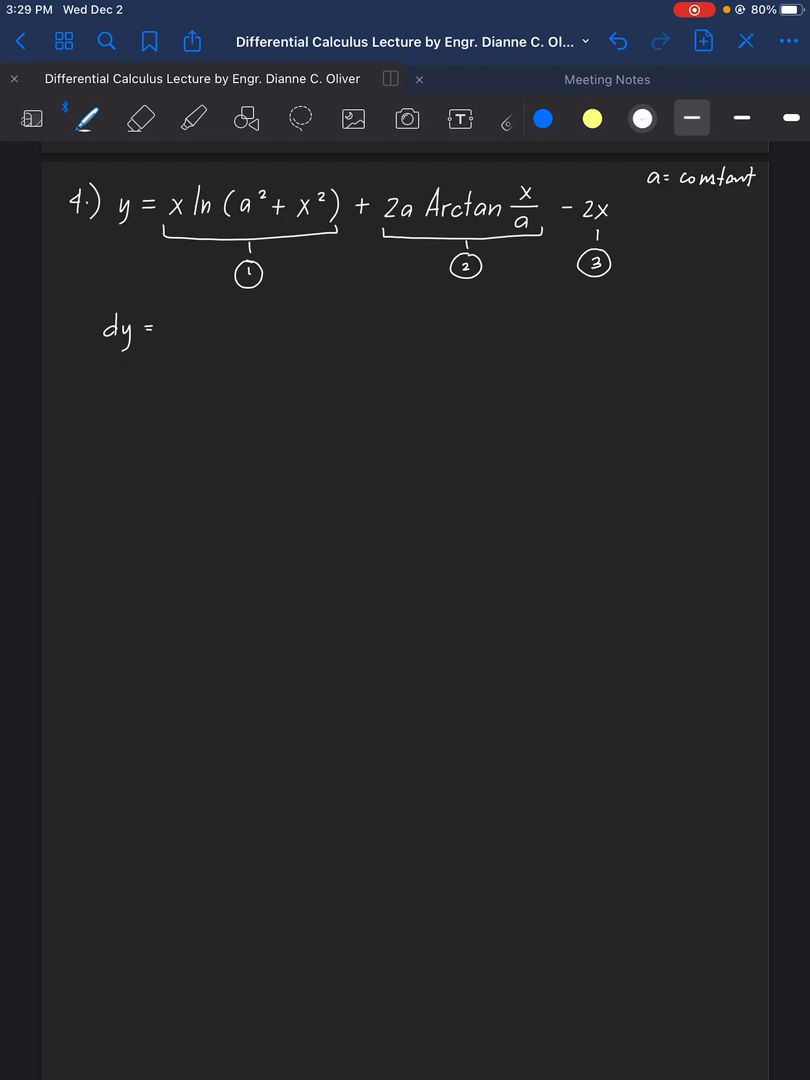 3:29 PM Wed Dec 2 80%
Differential Calculus Lecture by Engr. Dianne C. Ol...
Differential Calculus Lecture by Engr. Dianne C. Oliver Meeting Notes
T
a = constant
4.) y = x ln (a² + x²) + 2a Arctan x/a - 2x
1 2 3
dy =